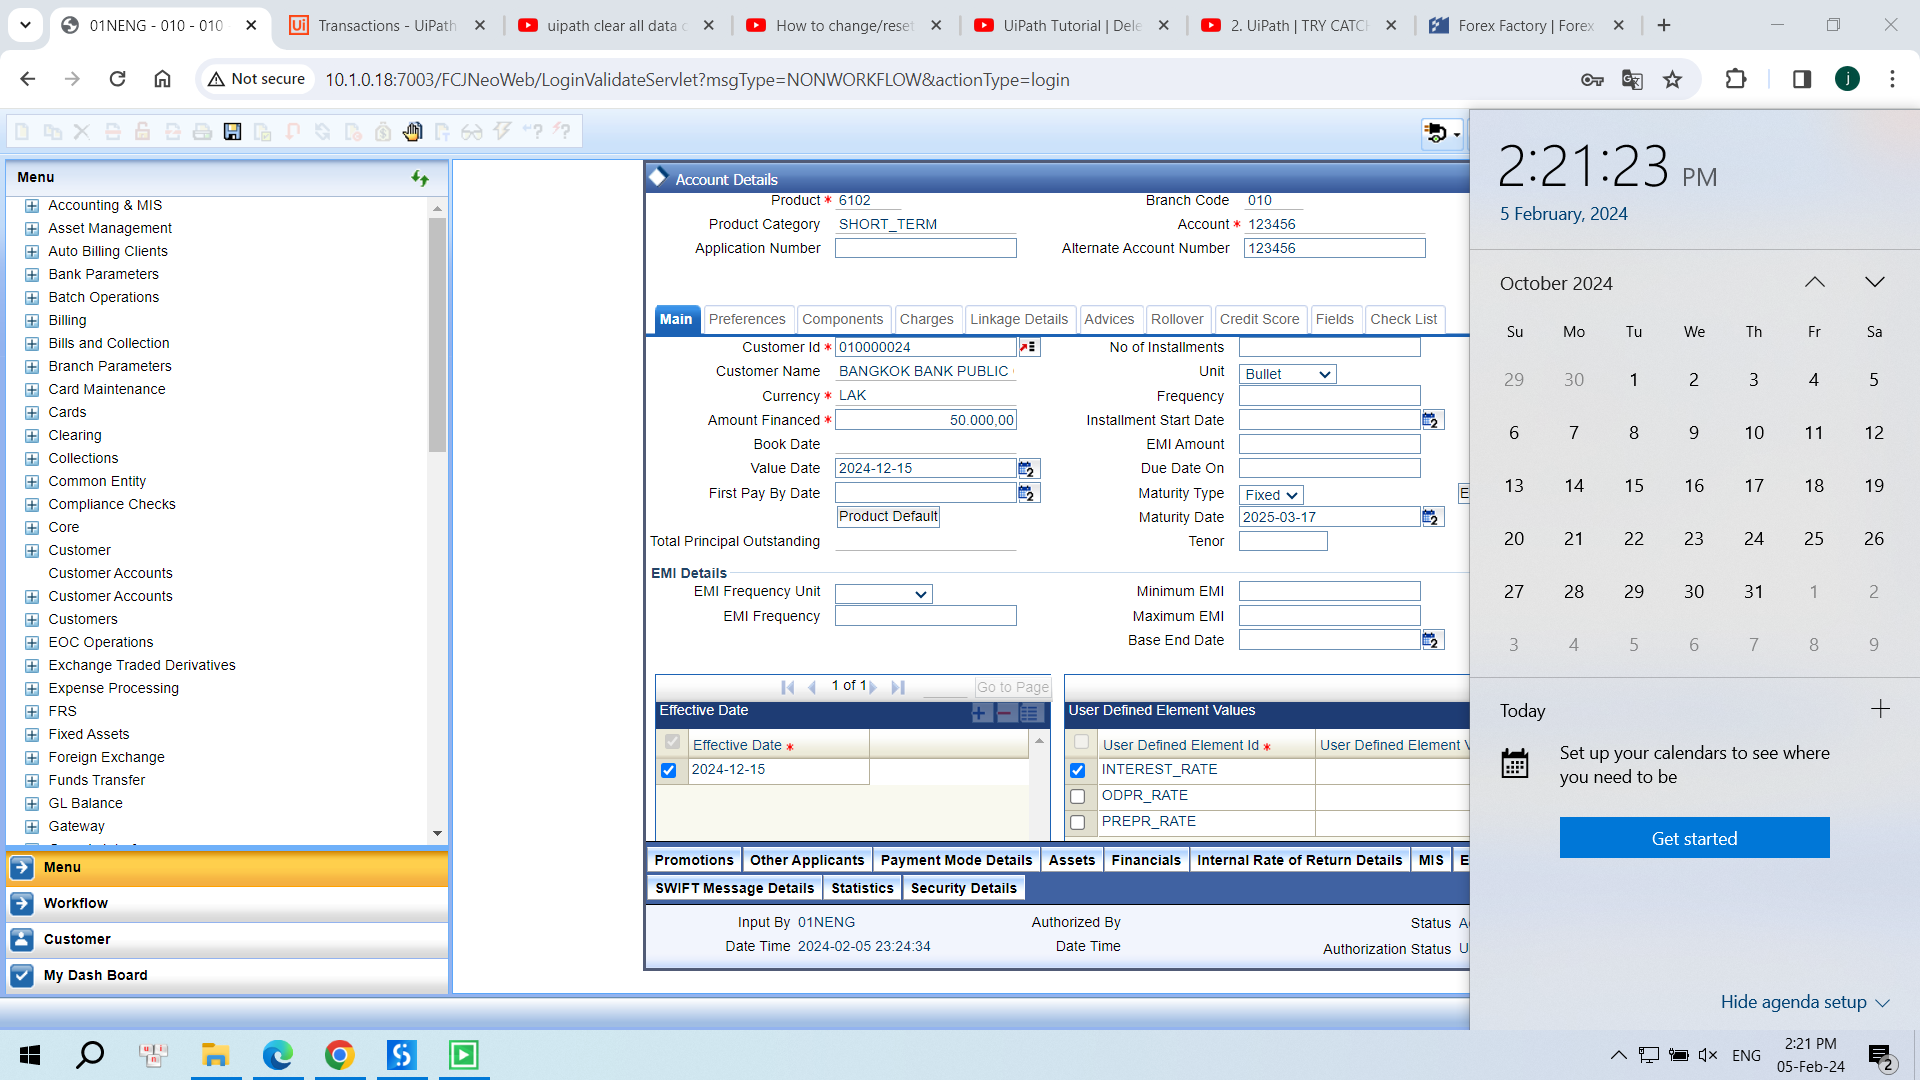 01NENG - 010 - 010
Transactions - UiPath
uipath clear all data
How to change/reset
UiPath Tutorial | Dele
2. UiPath | TRY CATCH
Forex Factory | Forex
Not secure
10.1.0.18:7003/FCJNeoWeb/LoginValidateServlet?msgType=NONWORKFLOW&actionType=login
j
Menu
Accounting & MIS
Asset Management
Auto Billing Clients
Bank Parameters
Batch Operations
Billing
Bills and Collection
Branch Parameters
Card Maintenance
Cards
Clearing
Collections
Common Entity
Compliance Checks
Core
Customer
Customer Accounts
Customer Accounts
Customers
EOC Operations
Exchange Traded Derivatives
Expense Processing
FRS
Fixed Assets
Foreign Exchange
Funds Transfer
GL Balance
Gateway
Menu
Workflow
Customer
My Dash Board
Account Details
Product * 6102
Branch Code 010
Product Category SHORT_TERM
Account * 123456
Application Number
Alternate Account Number 123456
Main Preferences Components Charges Linkage Details Advices Rollover Credit Score Fields Check List
Customer Id * 010000024
No of Installments
Customer Name BANGKOK BANK PUBLIC
Unit Bullet
Currency * LAK
Frequency
Amount Financed * 50.000,00
Installment Start Date
Book Date
EMI Amount
Value Date 2024-12-15
Due Date On
First Pay By Date
Maturity Type Fixed
E
Product Default
Maturity Date 2025-03-17
Total Principal Outstanding
Tenor
EMI Details
EMI Frequency Unit
Minimum EMI
EMI Frequency
Maximum EMI
Base End Date
1 of 1
Go to Page
Effective Date
User Defined Element Values
Effective Date *
User Defined Element Id *
User Defined Element V
2024-12-15
INTEREST_RATE
ODPR_RATE
PREPR_RATE
Promotions Other Applicants Payment Mode Details Assets Financials Internal Rate of Return Details MIS E
SWIFT Message Details Statistics Security Details
Input By 01NENG
Authorized By
Status A
Date Time 2024-02-05 23:24:34
Date Time
Authorization Status U
2:21:23 PM
5 February, 2024
October 2024
Su Mo Tu We Th Fr Sa
29 30 1 2 3 4 5
6 7 8 9 10 11 12
13 14 15 16 17 18 19
20 21 22 23 24 25 26
27 28 29 30 31 1 2
3 4 5 6 7 8 9
Today
Set up your calendars to see where
you need to be
Get started
Hide agenda setup
ENG
2:21 PM
05-Feb-24
2